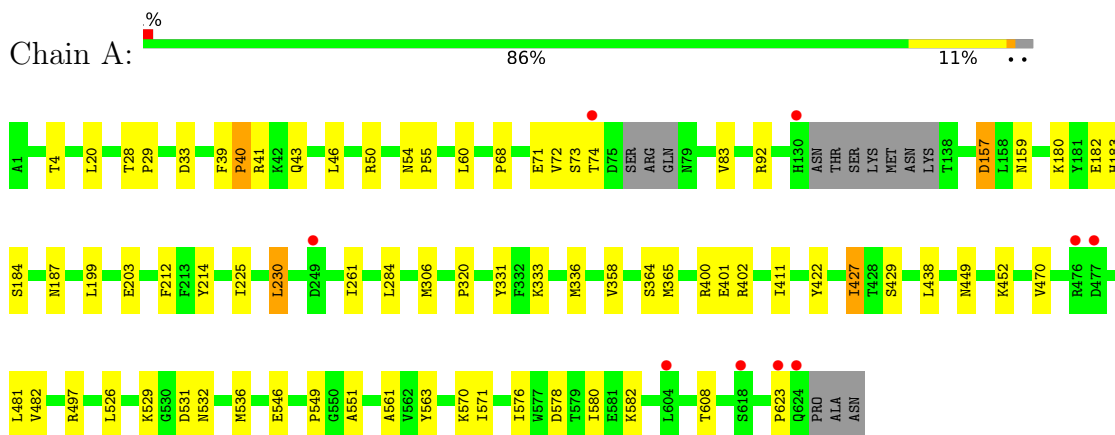 .%
Chain A: 86% 11% • •
A1 T4 L20 T28 P29 D33 F39 P40 R41 K42 Q43 L46 R50 N54 P55 L60 P68 E71 V72 S73 T74 D75 SER ARG GLN N79 V83 R92 H130 ASN THR SER LYS MET ASN LYS T138 D157 L158 N159 K180 Y181 E182 H183
S184 N187 L199 E203 F212 F213 Y214 I225 L230 D249 I261 L284 M306 P320 Y331 F332 K333 M336 V358 S364 M365 R400 E401 R402 I411 Y422 I427 T428 S429 L438 N449 K452 V470 R476 D477
L481 V482 R497 L526 K529 G530 D531 N532 M536 E546 P549 G550 A551 A561 V562 Y563 K570 I571 I576 W577 D578 T579 I580 E581 K582 L604 T608 S618 P623 Q624 PRO ALA ASN